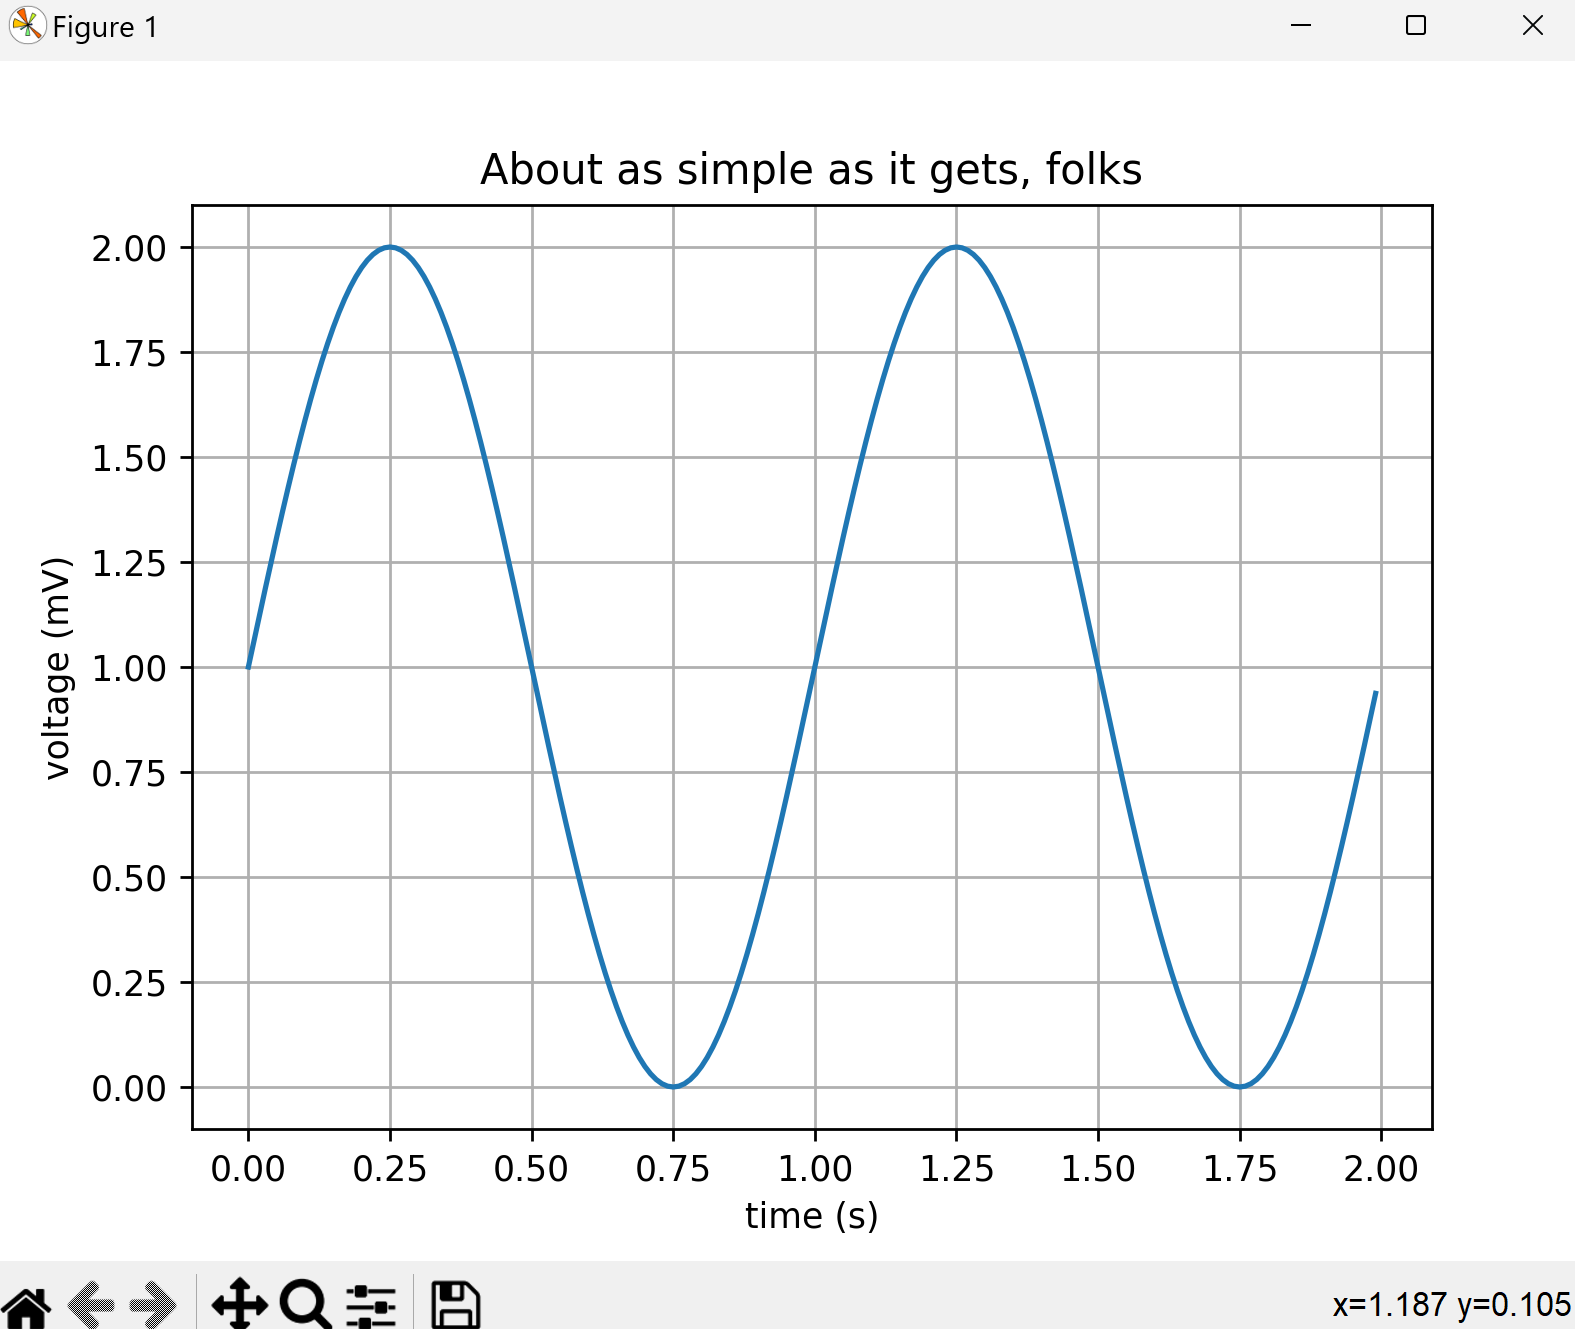 Figure 1
About as simple as it gets, folks
2.00
1.75
1.50
1.25
1.00
0.75
0.50
0.25
0.00
voltage (mV)
0.00 0.25 0.50 0.75 1.00 1.25 1.50 1.75 2.00
time (s)
x=1.187 y=0.105